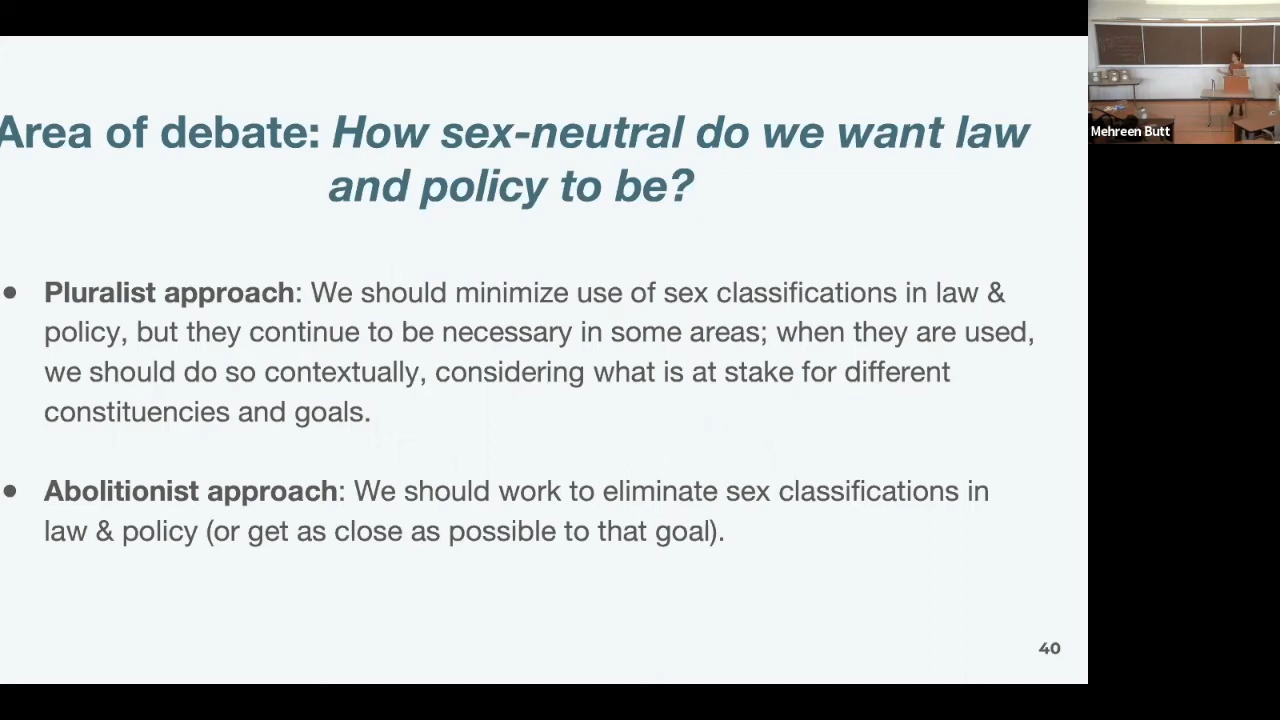 Area of debate: How sex-neutral do we want law
and policy to be?
● Pluralist approach: We should minimize use of sex classifications in law &
policy, but they continue to be necessary in some areas; when they are used,
we should do so contextually, considering what is at stake for different
constituencies and goals.
● Abolitionist approach: We should work to eliminate sex classifications in
law & policy (or get as close as possible to that goal).
40
Mehreen Butt